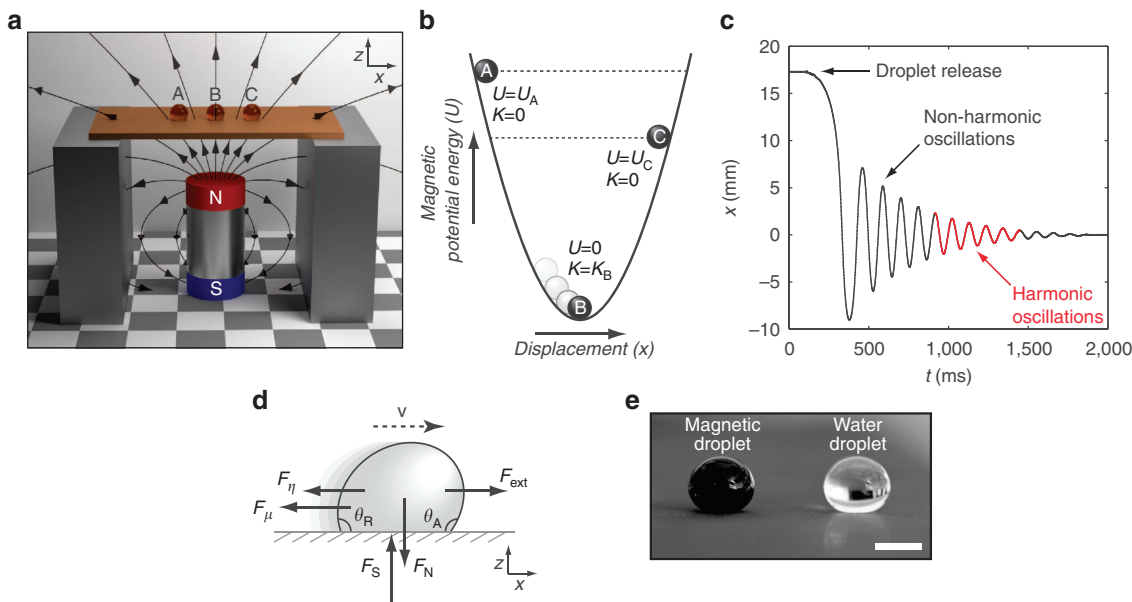 a
z
x
A B C
N
S
b
Magnetic
potential energy (U)
A
U=U_A
K=0
C
U=U_C
K=0
U=0
K=K_B
B
Displacement (x)
c
20
15
10
5
0
−5
−10
x (mm)
Droplet release
Non-harmonic
oscillations
Harmonic
oscillations
0 500 1,000 1,500 2,000
t (ms)
d
v
F_η
F_ext
F_μ
θ_R
θ_A
F_S
F_N
z
x
e
Magnetic
droplet
Water
droplet